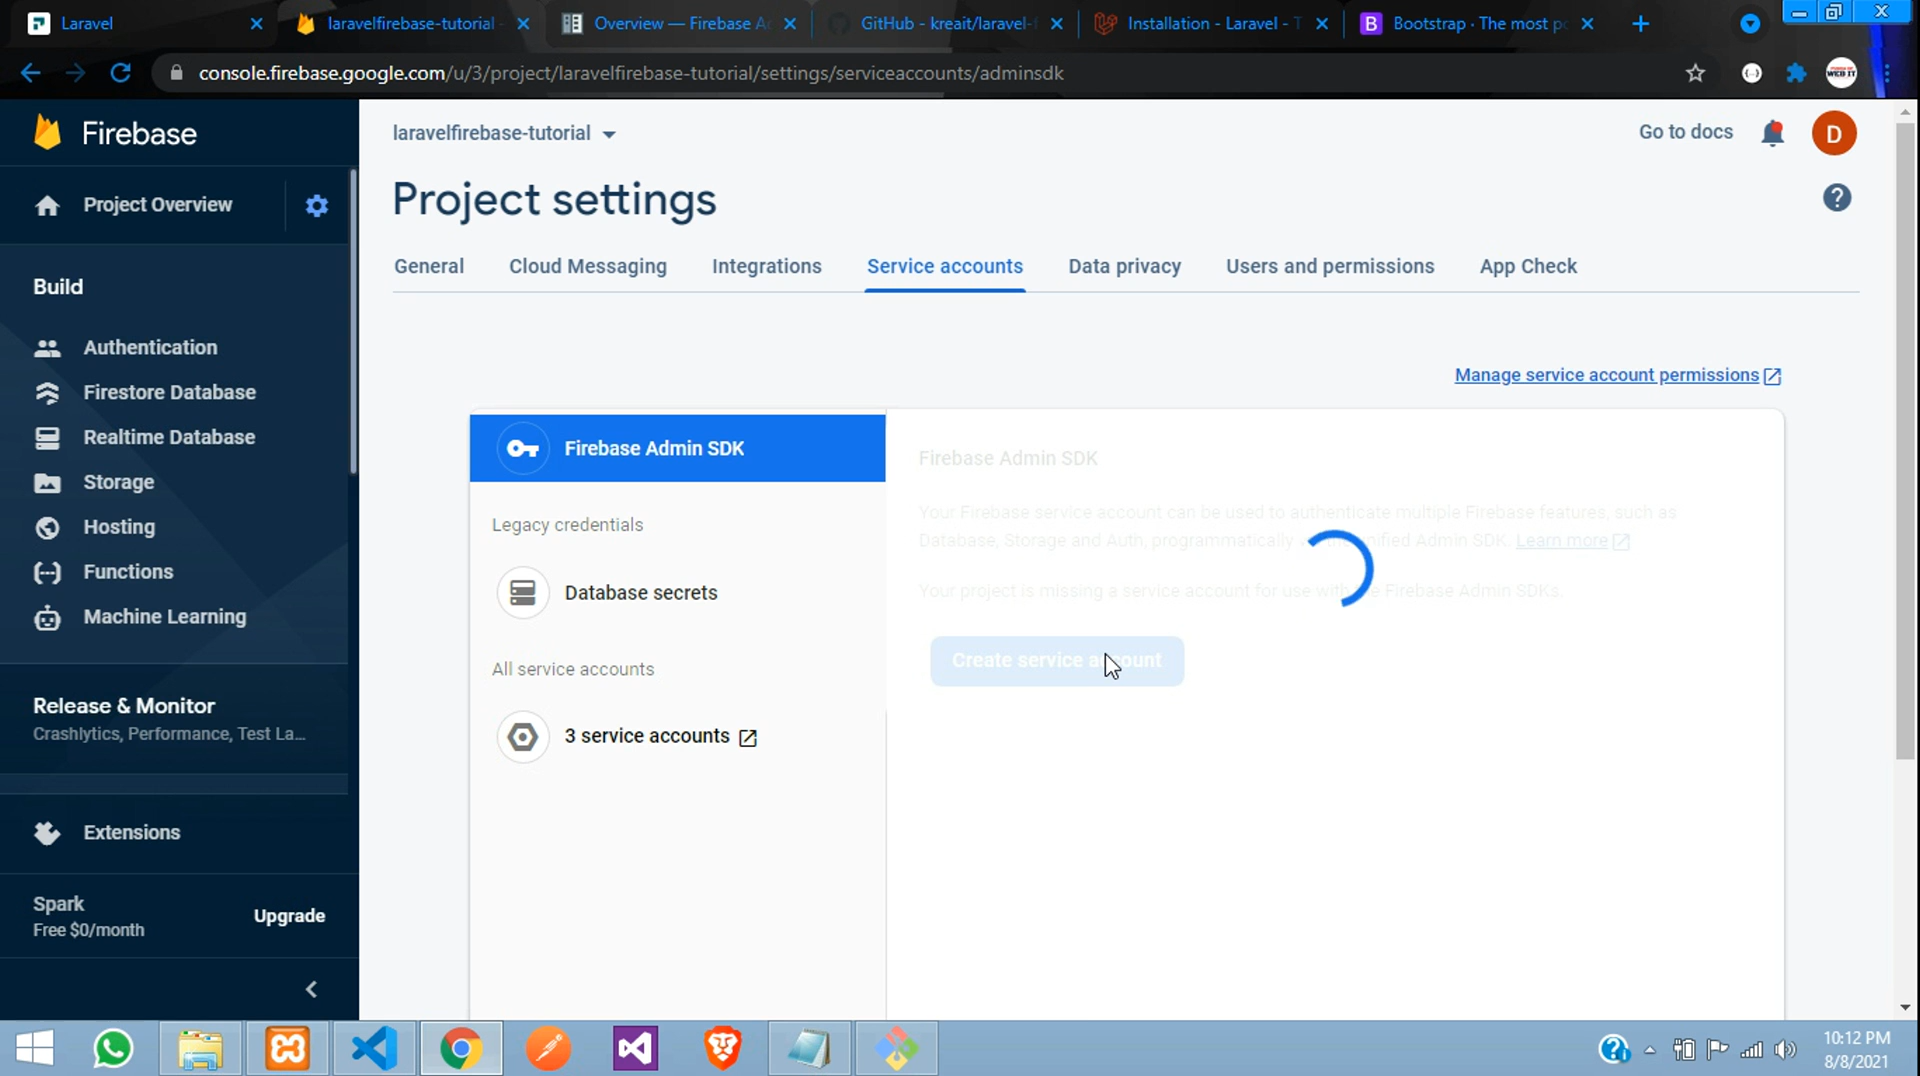 Laravel
laravelfirebase-tutorial -
Overview — Firebase Ad
GitHub - kreait/laravel-f
Installation - Laravel - T
B
Bootstrap · The most po
console.firebase.google.com/u/3/project/laravelfirebase-tutorial/settings/serviceaccounts/adminsdk
WEB IT
Firebase
laravelfirebase-tutorial
Go to docs
D
Project Overview
Project settings
?
General
Cloud Messaging
Integrations
Service accounts
Data privacy
Users and permissions
App Check
Build
Authentication
Firestore Database
Realtime Database
Storage
Hosting
Functions
Machine Learning
Release & Monitor
Crashlytics, Performance, Test La...
Extensions
Spark
Free $0/month
Upgrade
Manage service account permissions
Firebase Admin SDK
Legacy credentials
Database secrets
All service accounts
3 service accounts
Firebase Admin SDK
Your Firebase service account can be used to authenticate multiple Firebase features, such as
Database, Storage and Auth, programmatically Admin SDK. Learn more
Your project is missing a service account for use Firebase Admin SDKs.
Create service account
10:12 PM
8/8/2021